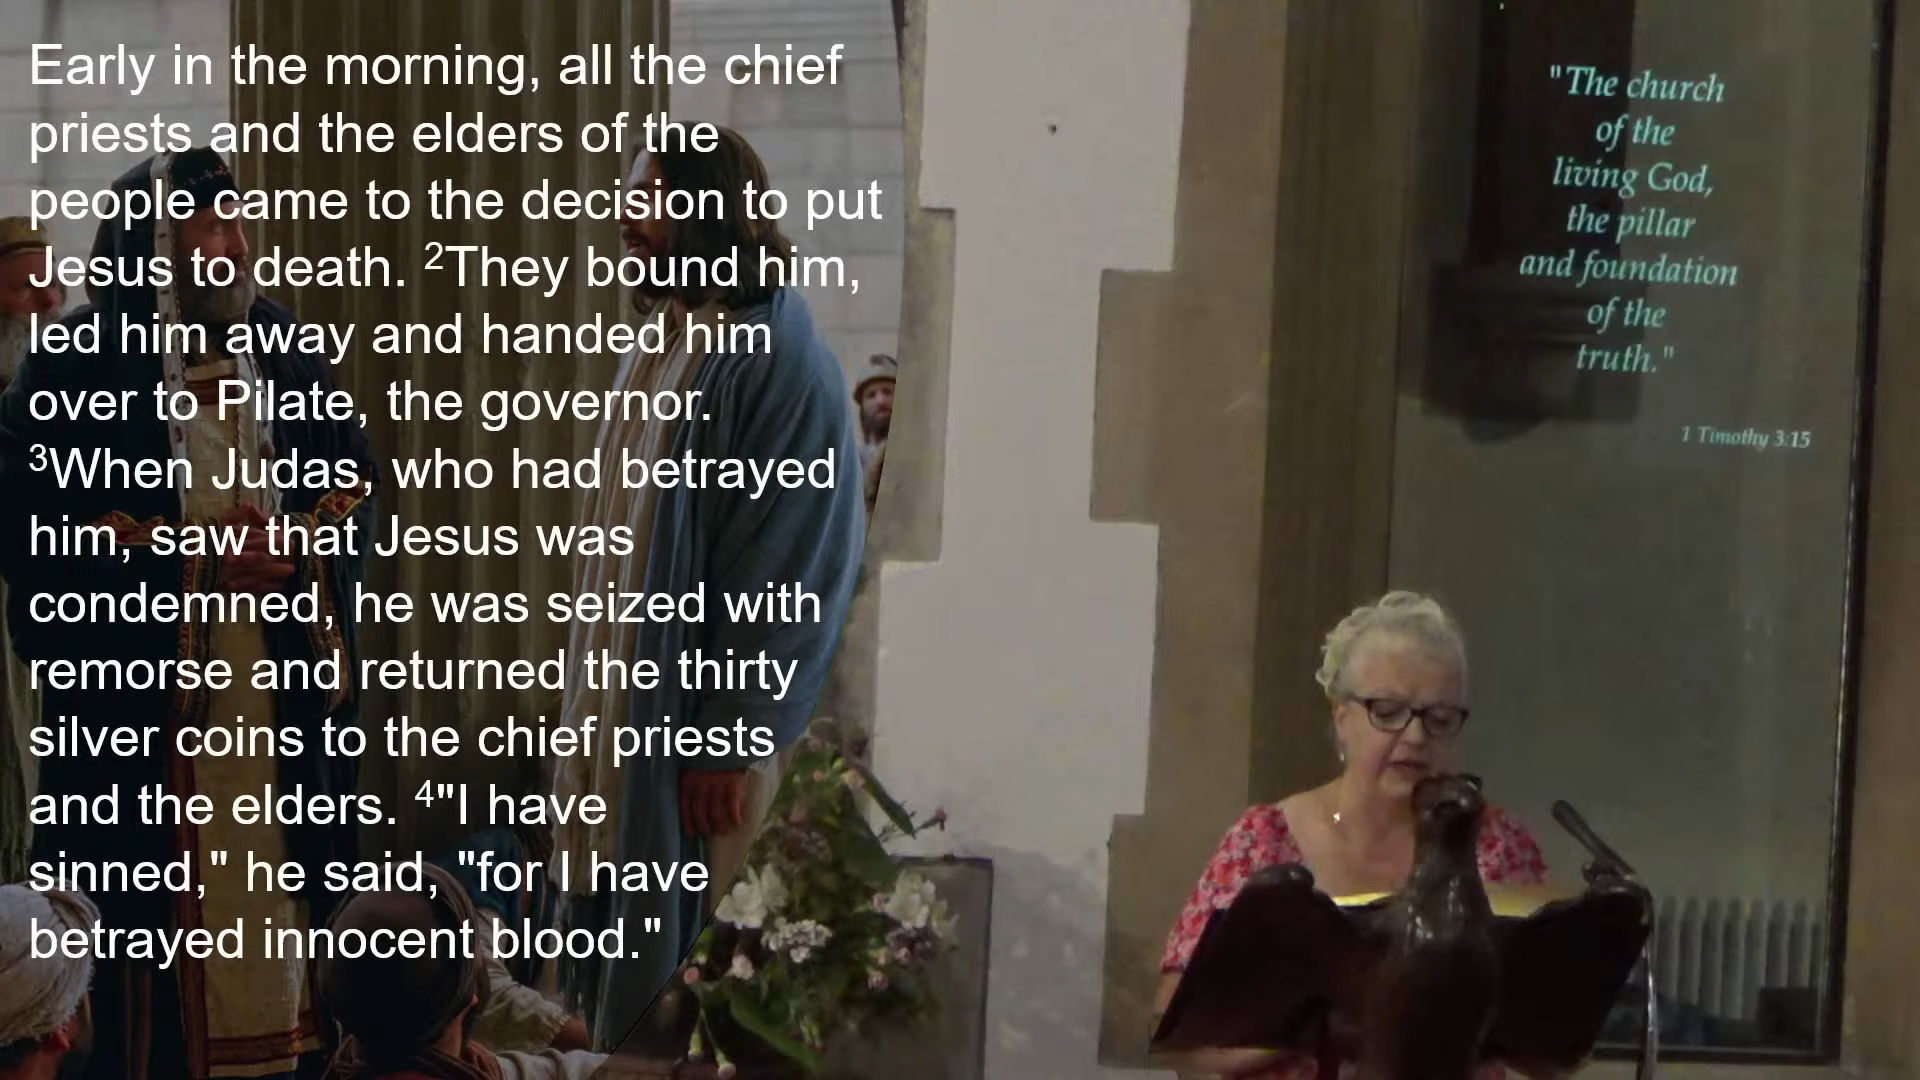 Early in the morning, all the chief
priests and the elders of the
people came to the decision to put
Jesus to death. ²They bound him,
led him away and handed him
over to Pilate, the governor.
³When Judas, who had betrayed
him, saw that Jesus was
condemned, he was seized with
remorse and returned the thirty
silver coins to the chief priests
and the elders. ⁴"I have
sinned," he said, "for I have
betrayed innocent blood."
"The church
of the
living God,
the pillar
and foundation
of the
truth."
1 Timothy 3:15